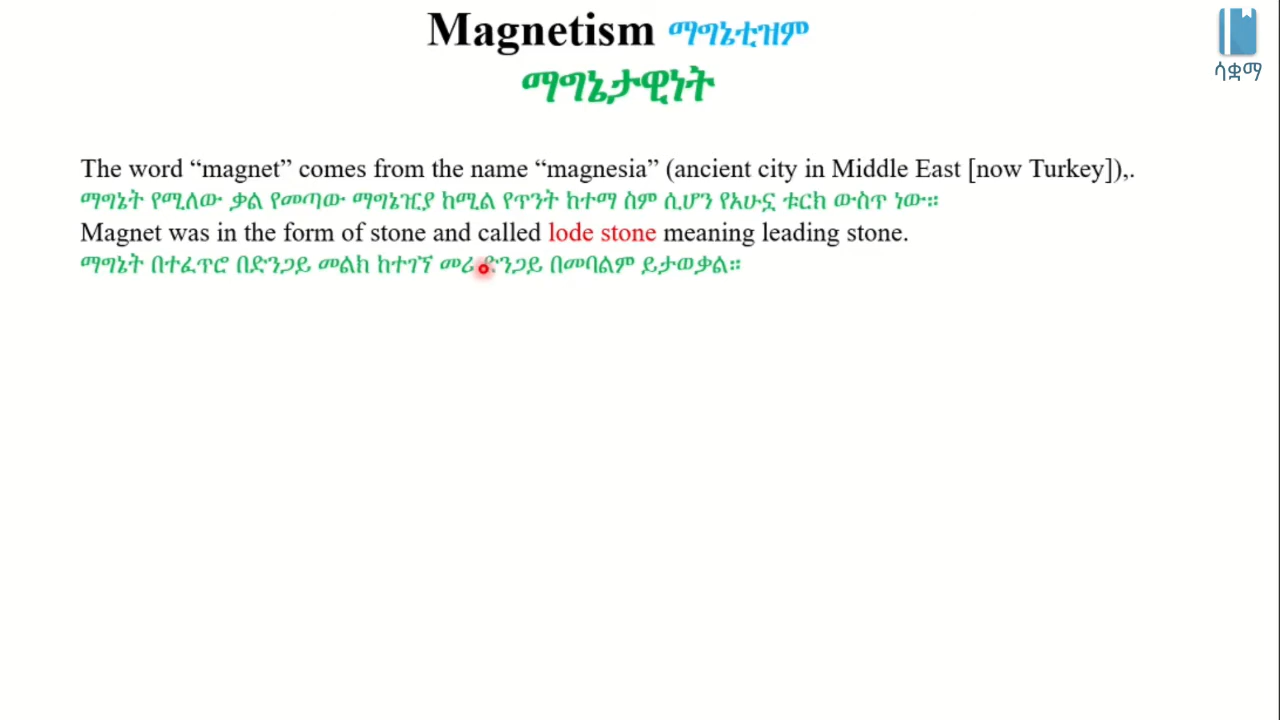 Magnetism ማግኔቲዝም
ማግኔታዊነት
ሳቋማ
The word “magnet” comes from the name “magnesia” (ancient city in Middle East [now Turkey]),.
ማግኔት የሚለው ቃል የመጣው ማግኔዢያ ከሚል የጥንት ከተማ ስም ሲሆን የአሁኗ ቱርክ ውስጥ ነው።
Magnet was in the form of stone and called lode stone meaning leading stone.
ማግኔት በተፈጥሮ በድንጋይ መልክ ከተገኘ መሪ ድንጋይ በመባልም ይታወቃል።